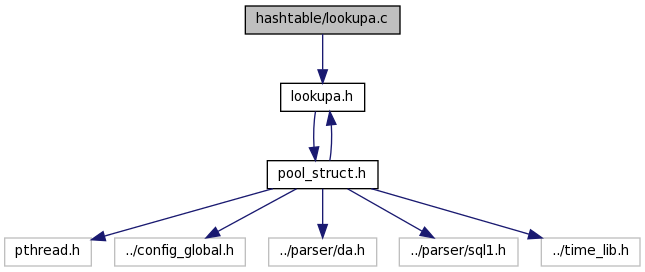 hashtable/lookupa.c
lookupa.h
pool_struct.h
pthread.h
../config_global.h
../parser/da.h
../parser/sql1.h
../time_lib.h